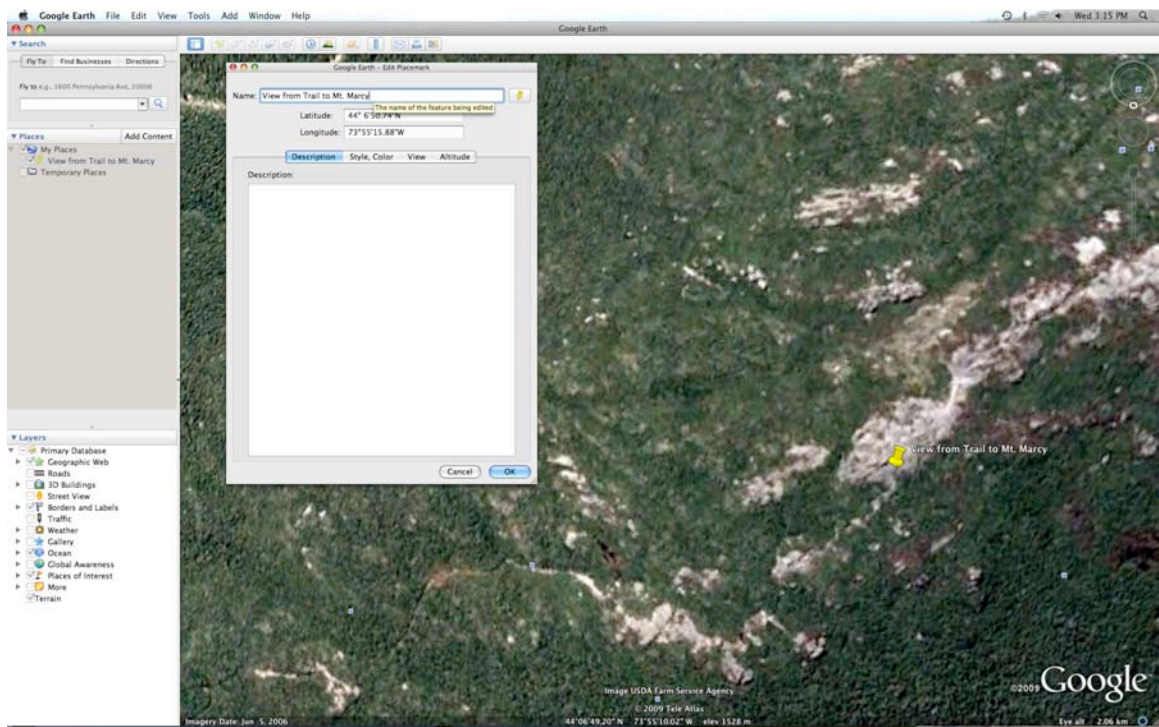 Google Earth File Edit View Tools Add Window Help
Wed 3:15 PM
Google Earth
Search
Fly To Find Businesses Directions
Fly to e.g., 1600 Pennsylvania Ave, 20006
Places Add Content
My Places
View from Trail to Mt. Marcy
Temporary Places
Layers
Primary Database
Geographic Web
Roads
3D Buildings
Street View
Borders and Labels
Traffic
Weather
Gallery
Ocean
Global Awareness
Places of Interest
More
Terrain
Google Earth - Edit Placemark
Name: View from Trail to Mt. Marcy
The name of the feature being edited
Latitude: 44° 6'50.74"N
Longitude: 73°55'15.88"W
Description Style, Color View Altitude
Description:
Cancel OK
View from Trail to Mt. Marcy
Image USDA Farm Service Agency
© 2009 Tele Atlas
©2009 Google
Imagery Date: Jun 5, 2006 44°06'49.20" N 73°55'10.02" W elev 1528 m Eye alt 2.06 km